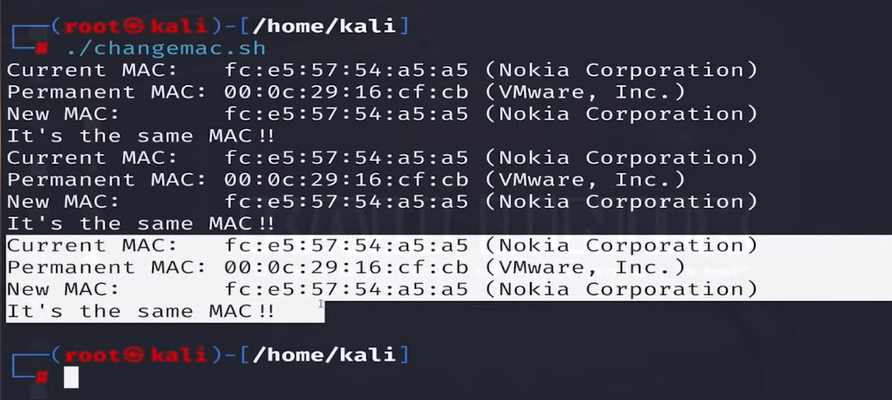 ┌──(root㉿kali)-[/home/kali]
└─# ./changemac.sh
Current MAC:   fc:e5:57:54:a5:a5 (Nokia Corporation)
Permanent MAC: 00:0c:29:16:cf:cb (VMware, Inc.)
New MAC:       fc:e5:57:54:a5:a5 (Nokia Corporation)
It's the same MAC!!
Current MAC:   fc:e5:57:54:a5:a5 (Nokia Corporation)
Permanent MAC: 00:0c:29:16:cf:cb (VMware, Inc.)
New MAC:       fc:e5:57:54:a5:a5 (Nokia Corporation)
It's the same MAC!!
Current MAC:   fc:e5:57:54:a5:a5 (Nokia Corporation)
Permanent MAC: 00:0c:29:16:cf:cb (VMware, Inc.)
New MAC:       fc:e5:57:54:a5:a5 (Nokia Corporation)
It's the same MAC!!
┌──(root㉿kali)-[/home/kali]
└─#